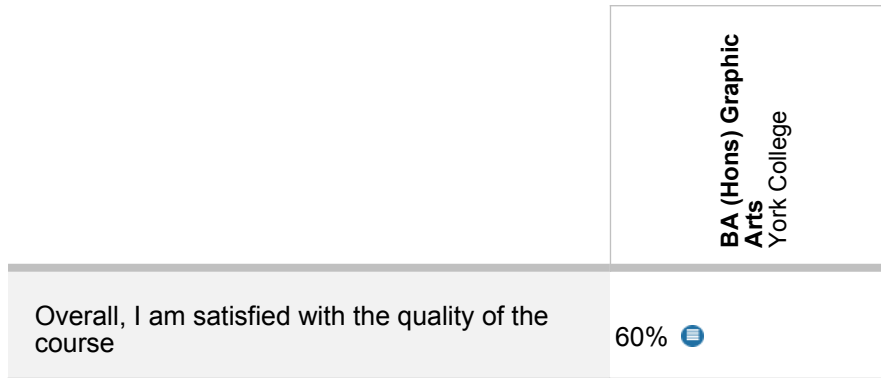 BA (Hons) Graphic
Arts
York College
Overall, I am satisfied with the quality of the
course
60%